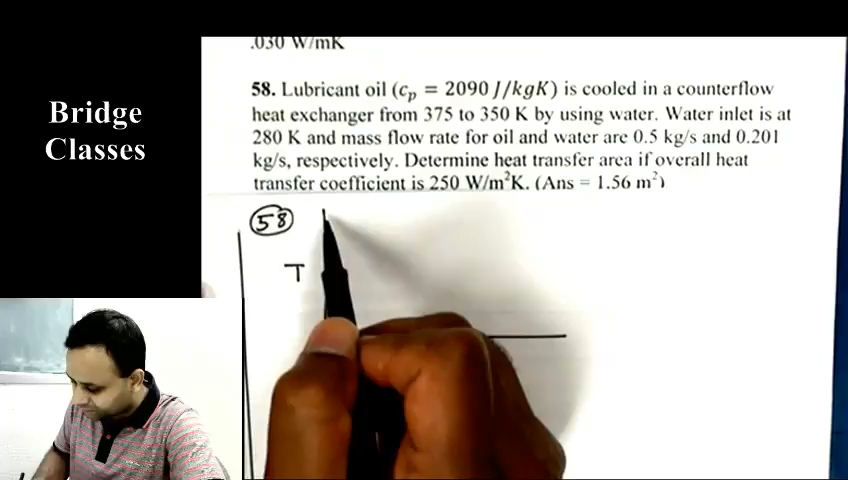 .030 W/mK
Bridge
Classes
58. Lubricant oil (cₚ = 2090 J//kgK) is cooled in a counterflow
heat exchanger from 375 to 350 K by using water. Water inlet is at
280 K and mass flow rate for oil and water are 0.5 kg/s and 0.201
kg/s, respectively. Determine heat transfer area if overall heat
transfer coefficient is 250 W/m²K. (Ans = 1.56 m²)
58
T